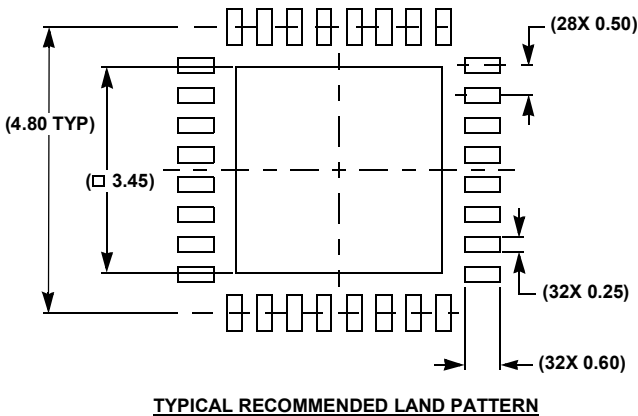 (28X 0.50)
(4.80 TYP)
(□ 3.45)
(32X 0.25)
(32X 0.60)
TYPICAL RECOMMENDED LAND PATTERN